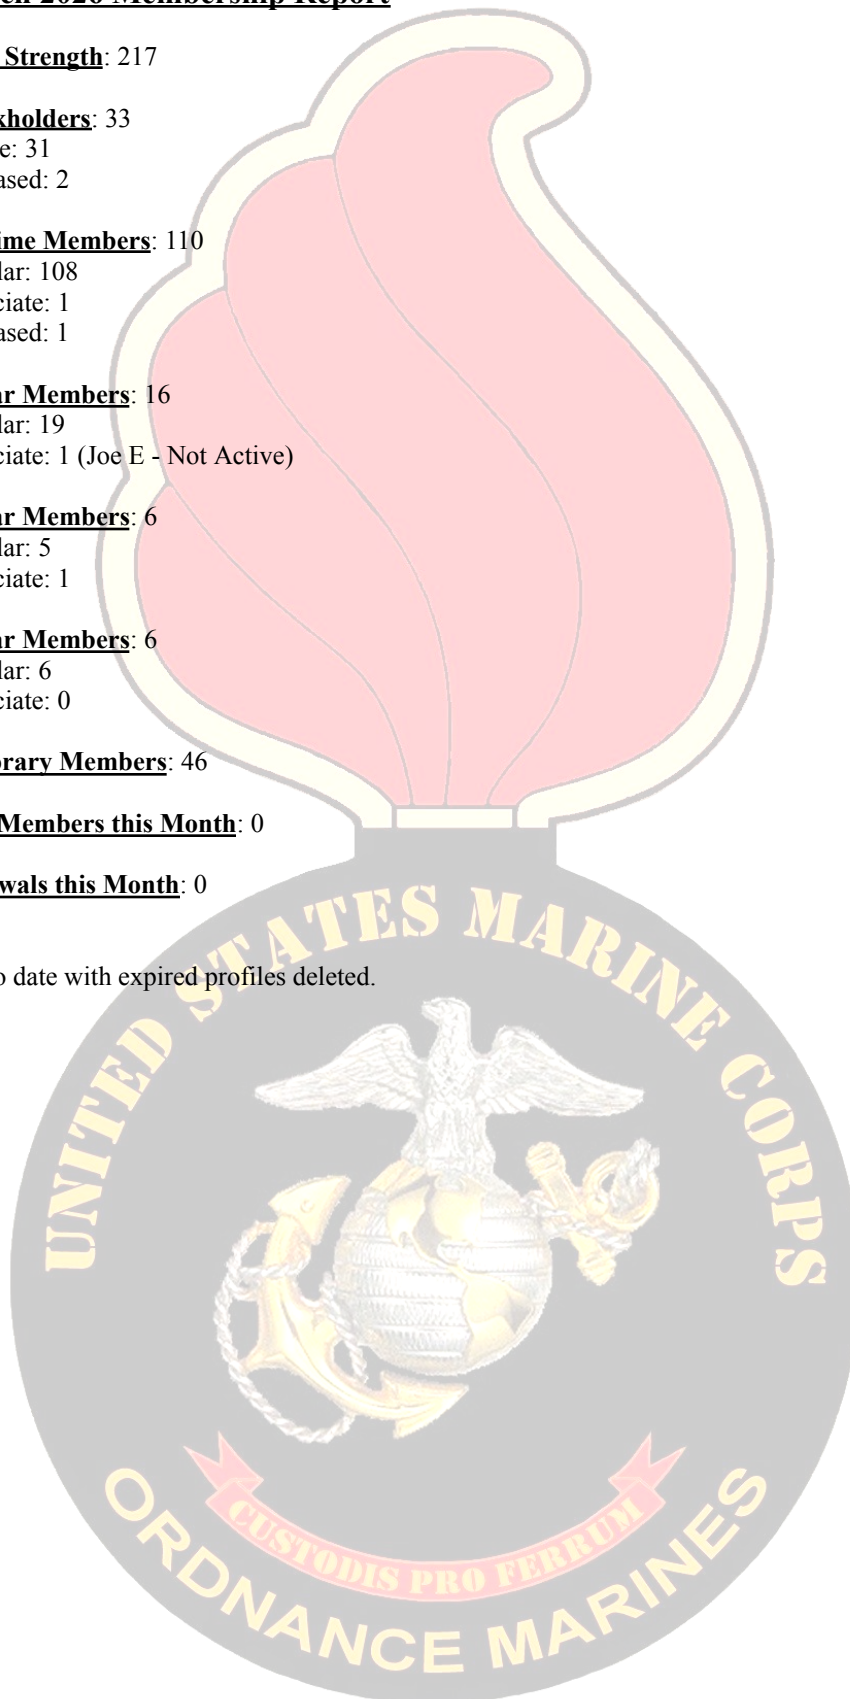 ch 2026 Membership Report
Strength: 217
kholders: 33
e: 31
ased: 2
ime Members: 110
lar: 108
ciate: 1
ased: 1
ar Members: 16
lar: 19
ciate: 1 (Joe E - Not Active)
ar Members: 6
lar: 5
ciate: 1
ar Members: 6
lar: 6
ciate: 0
orary Members: 46
Members this Month: 0
wals this Month: 0
o date with expired profiles deleted.
UNITED STATES MARINE CORPS
CUSTODIS PRO FERRUM
ORDNANCE MARINES